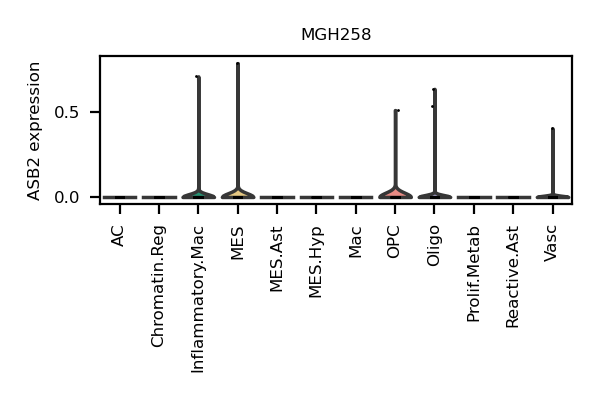 MGH258
ASB2 expression
0.5
0.0
AC
Chromatin.Reg
Inflammatory.Mac
MES
MES.Ast
MES.Hyp
Mac
OPC
Oligo
Prolif.Metab
Reactive.Ast
Vasc